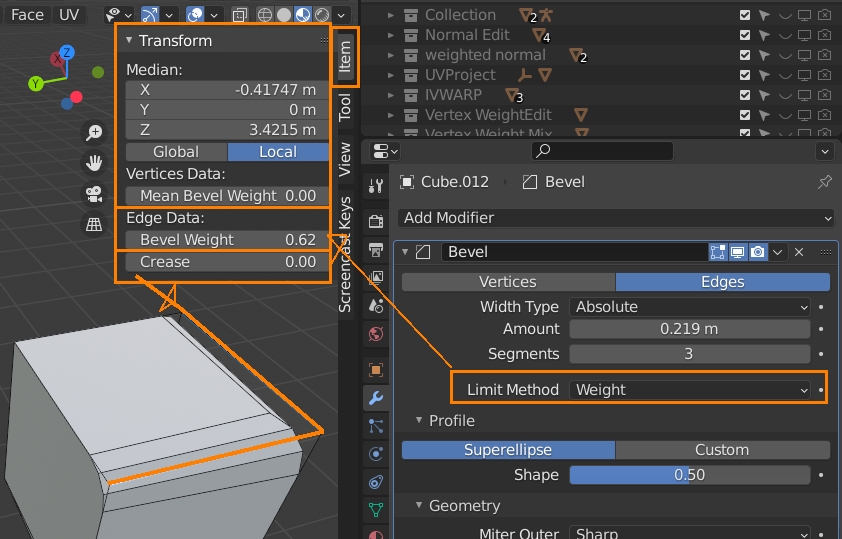 Face UV
Transform
Median:
X -0.41747 m
Y 0 m
Z 3.4215 m
Global Local
Vertices Data:
Mean Bevel Weight 0.00
Edge Data:
Bevel Weight 0.62
Crease 0.00
Z
X
Y
Item
Tool
View
Screencast Keys
Collection 2
Normal Edit 4
weighted normal 2
UVProject
IVWARP 3
Vertex WeightEdit
Vertex Weight Mix
Cube.012 › Bevel
Add Modifier
Bevel
Vertices Edges
Width Type Absolute
Amount 0.219 m
Segments 3
Limit Method Weight
Profile
Superellipse Custom
Shape 0.50
Geometry
Miter Outer Sharp